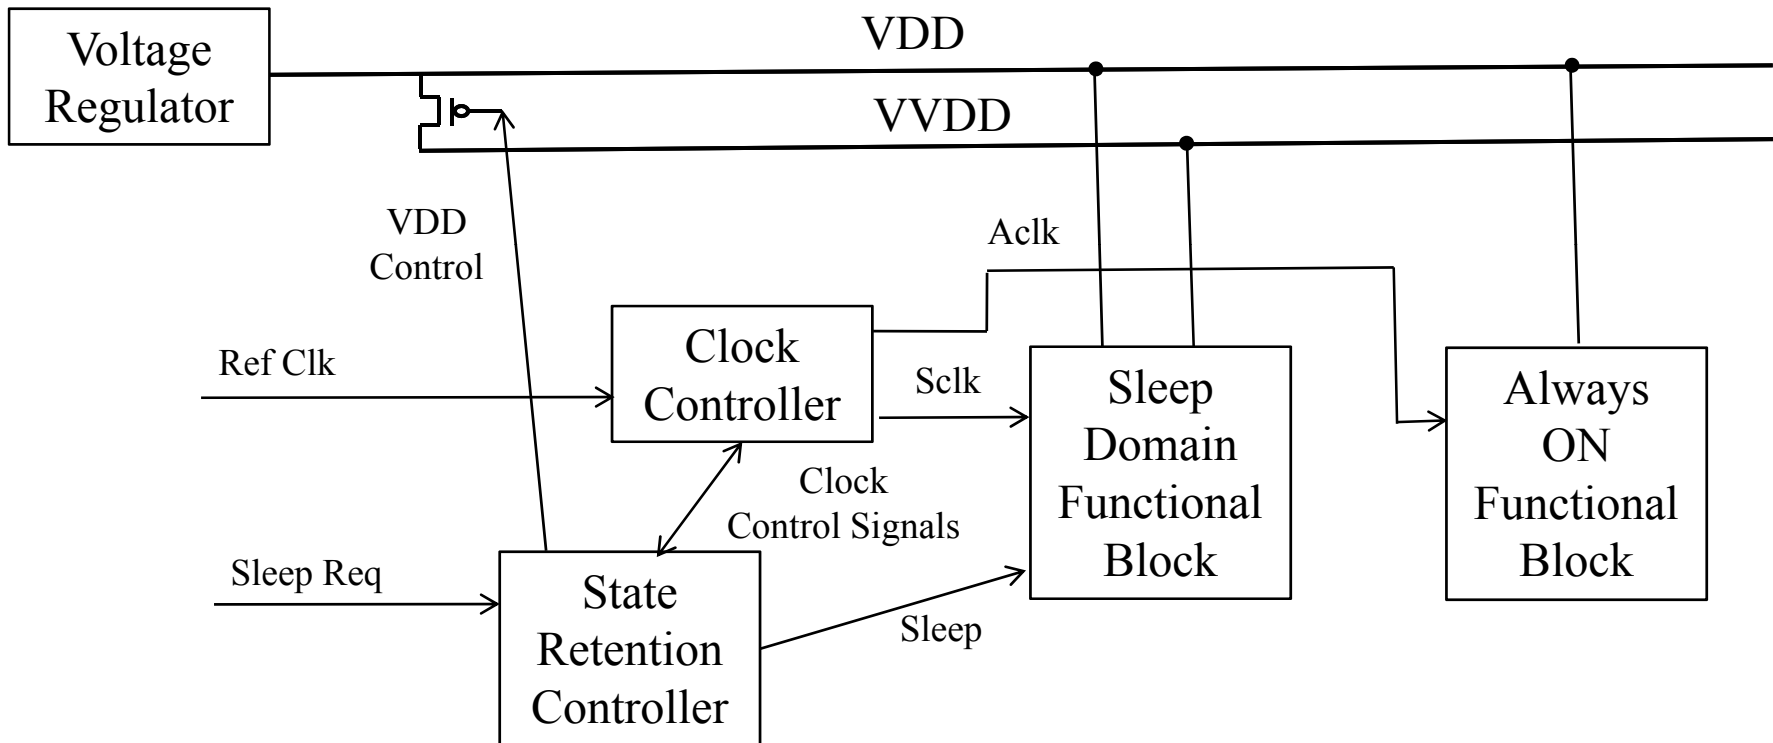 Voltage
Regulator
VDD
VVDD
VDD
Control
Aclk
Ref Clk
Clock
Controller
Sclk
Sleep
Domain
Functional
Block
Always
ON
Functional
Block
Clock
Control Signals
Sleep Req
State
Retention
Controller
Sleep